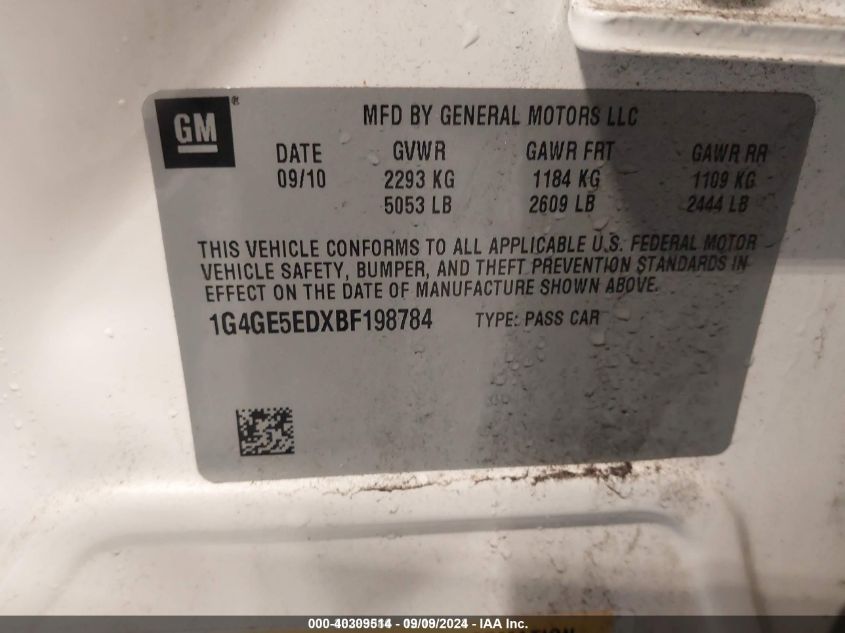 GM®
MFD BY GENERAL MOTORS LLC
DATE GVWR GAWR FRT GAWR RR
09/10 2293 KG 1184 KG 1109 KG
5053 LB 2609 LB 2444 LB
THIS VEHICLE CONFORMS TO ALL APPLICABLE U.S. FEDERAL MOTOR
VEHICLE SAFETY, BUMPER, AND THEFT PREVENTION STANDARDS IN
EFFECT ON THE DATE OF MANUFACTURE SHOWN ABOVE.
1G4GE5EDXBF198784 TYPE: PASS CAR
000-40309514 - 09/09/2024 - IAA Inc.